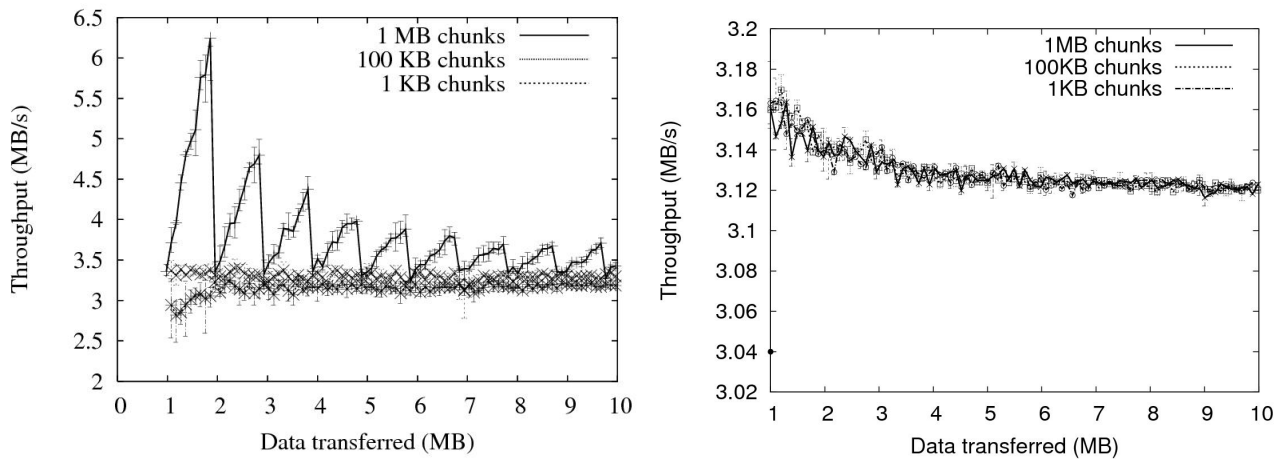 6.5
6
5.5
5
4.5
4
3.5
3
2.5
2
Throughput (MB/s)
1 MB chunks
100 KB chunks
1 KB chunks
0 1 2 3 4 5 6 7 8 9 10
Data transferred (MB)
3.2
3.18
3.16
3.14
3.12
3.1
3.08
3.06
3.04
3.02
Throughput (MB/s)
1MB chunks
100KB chunks
1KB chunks
1 2 3 4 5 6 7 8 9 10
Data transferred (MB)